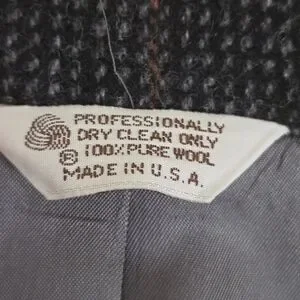 PROFESSIONALLY
DRY CLEAN ONLY
® 100% PURE WOOL
MADE IN U.S.A.